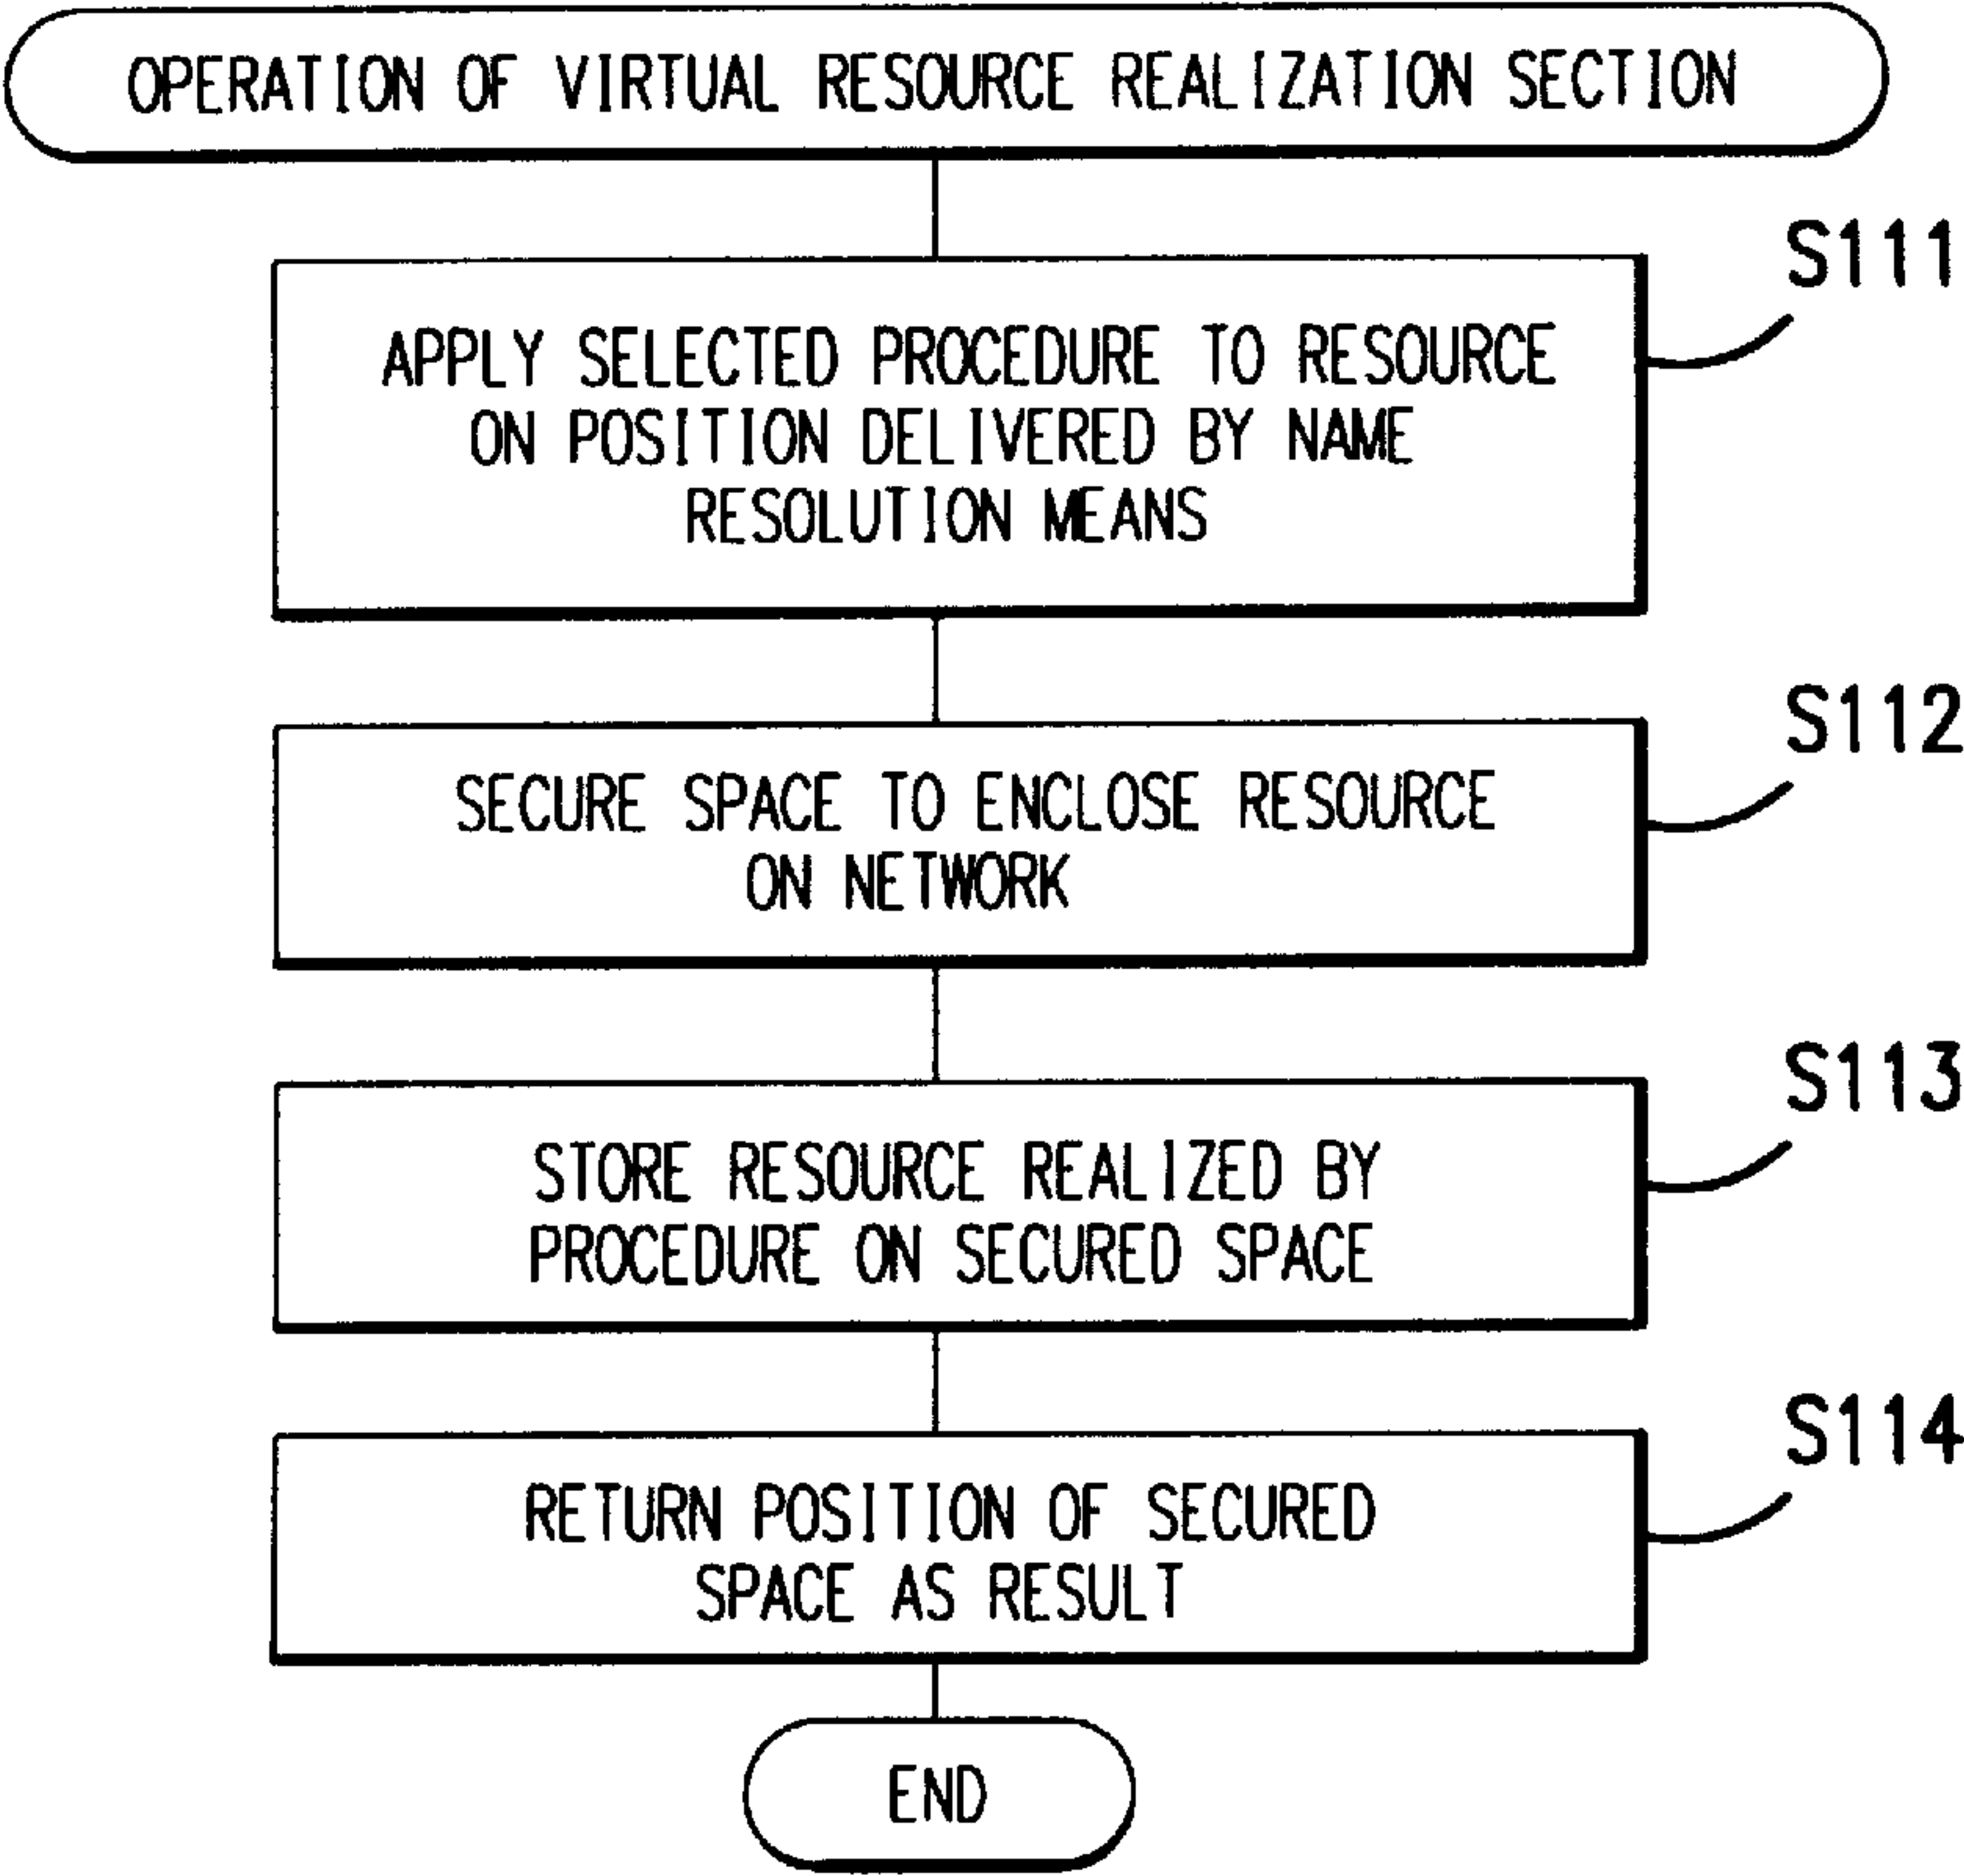 OPERATION OF VIRTUAL RESOURCE REALIZATION SECTION
S111
APPLY SELECTED PROCEDURE TO RESOURCE
ON POSITION DELIVERED BY NAME
RESOLUTION MEANS
S112
SECURE SPACE TO ENCLOSE RESOURCE
ON NETWORK
S113
STORE RESOURCE REALIZED BY
PROCEDURE ON SECURED SPACE
S114
RETURN POSITION OF SECURED
SPACE AS RESULT
END